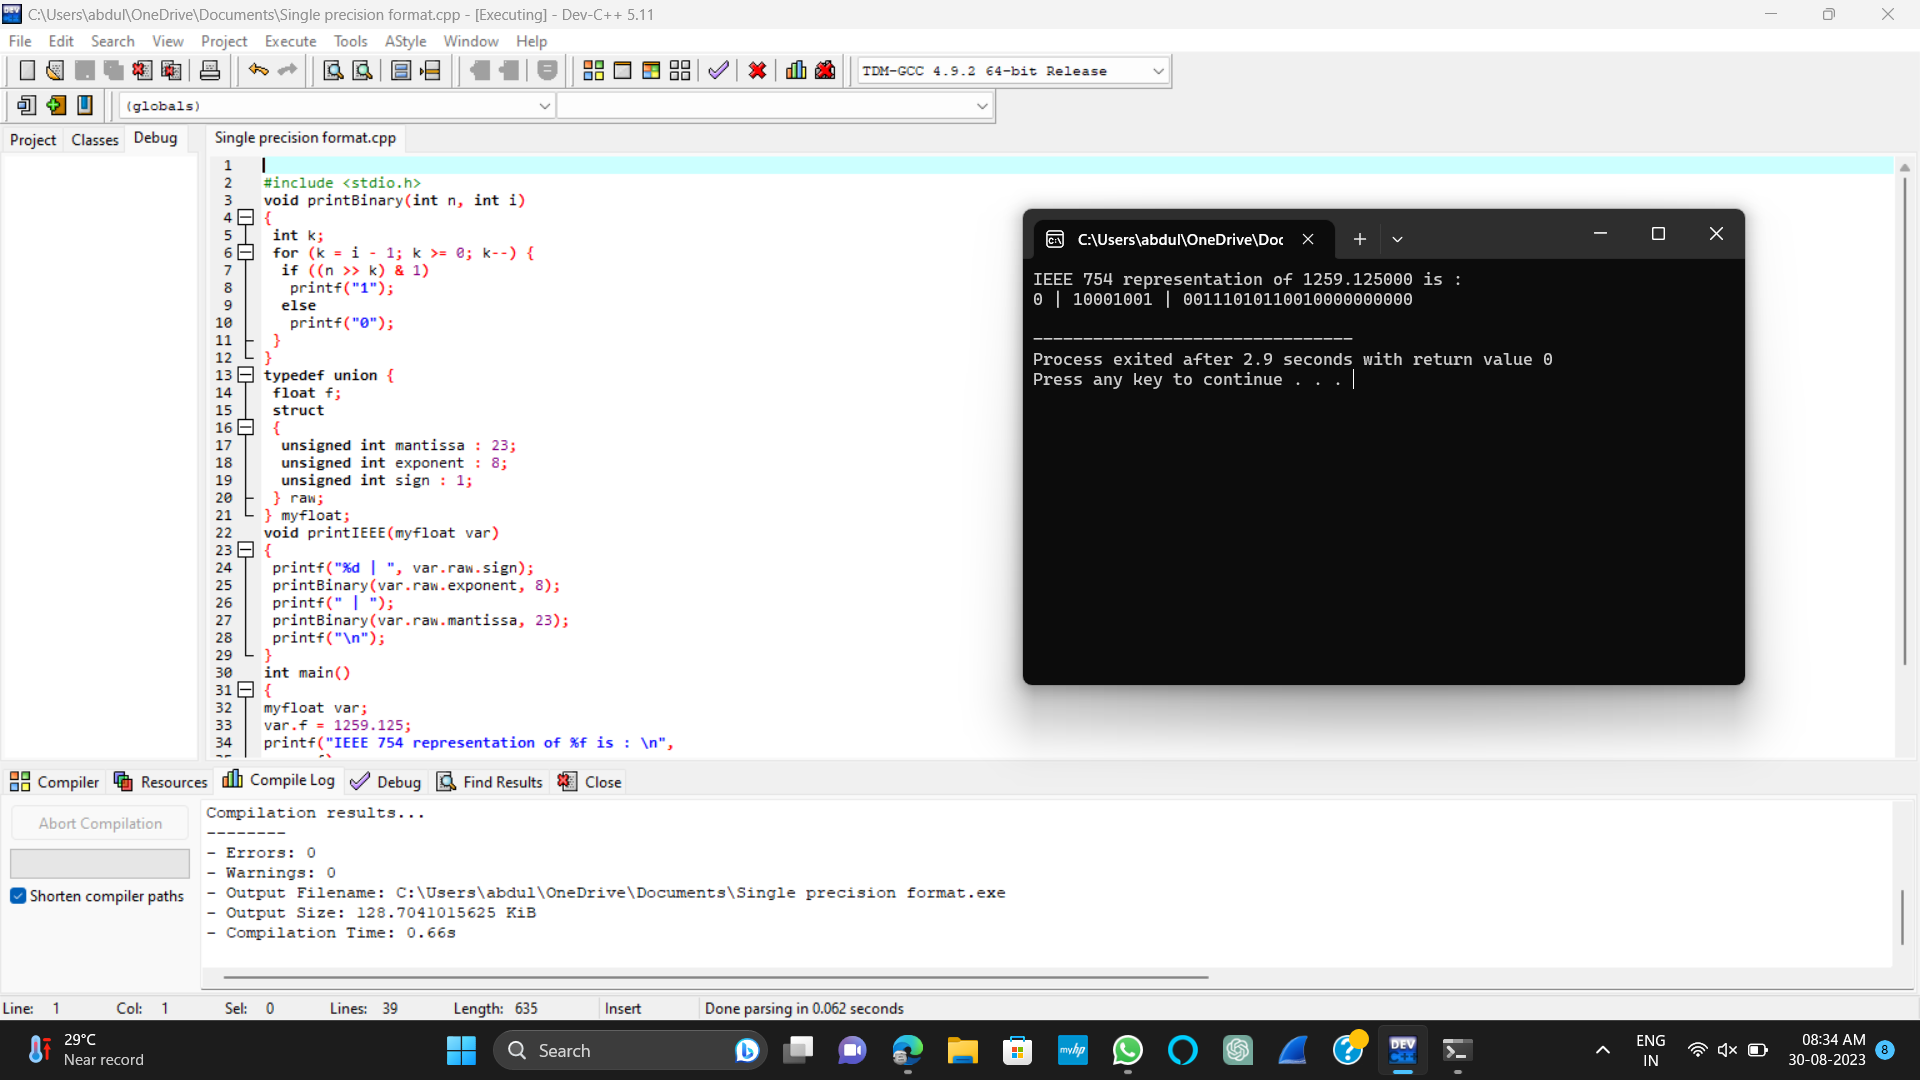 C:\Users\abdul\OneDrive\Documents\Single precision format.cpp - [Executing] - Dev-C++ 5.11
File Edit Search View Project Execute Tools AStyle Window Help
TDM-GCC 4.9.2 64-bit Release
(globals)
Project Classes Debug
Single precision format.cpp
1
2 #include <stdio.h>
3 void printBinary(int n, int i)
4 {
5 int k;
6 for (k = i - 1; k >= 0; k--) {
7 if ((n >> k) & 1)
8 printf("1");
9 else
10 printf("0");
11 }
12 }
13 typedef union {
14 float f;
15 struct
16 {
17 unsigned int mantissa : 23;
18 unsigned int exponent : 8;
19 unsigned int sign : 1;
20 } raw;
21 } myfloat;
22 void printIEEE(myfloat var)
23 {
24 printf("%d | ", var.raw.sign);
25 printBinary(var.raw.exponent, 8);
26 printf(" | ");
27 printBinary(var.raw.mantissa, 23);
28 printf("\n");
29 }
30 int main()
31 {
32 myfloat var;
33 var.f = 1259.125;
34 printf("IEEE 754 representation of %f is : \n",
C:\Users\abdul\OneDrive\Doc
IEEE 754 representation of 1259.125000 is :
0 | 10001001 | 00111010110010000000000
--------------------------------
Process exited after 2.9 seconds with return value 0
Press any key to continue . . .
Compiler Resources Compile Log Debug Find Results Close
Abort Compilation
Shorten compiler paths
Compilation results...
--------
- Errors: 0
- Warnings: 0
- Output Filename: C:\Users\abdul\OneDrive\Documents\Single precision format.exe
- Output Size: 128.7041015625 KiB
- Compilation Time: 0.66s
Line: 1 Col: 1 Sel: 0 Lines: 39 Length: 635 Insert Done parsing in 0.062 seconds
29°C
Near record
Search
myhp
DEV
C++
ENG
IN
08:34 AM
30-08-2023
8